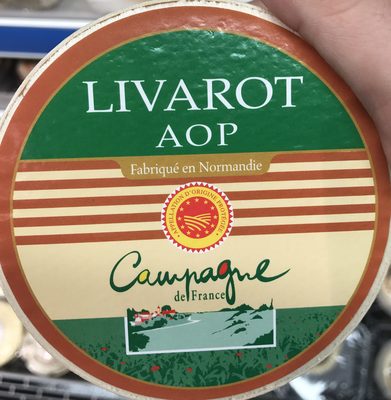 LIVAROT
AOP
Fabriqué en Normandie
APPELLATION D'ORIGINE PROTÉGÉE
Campagne
de France